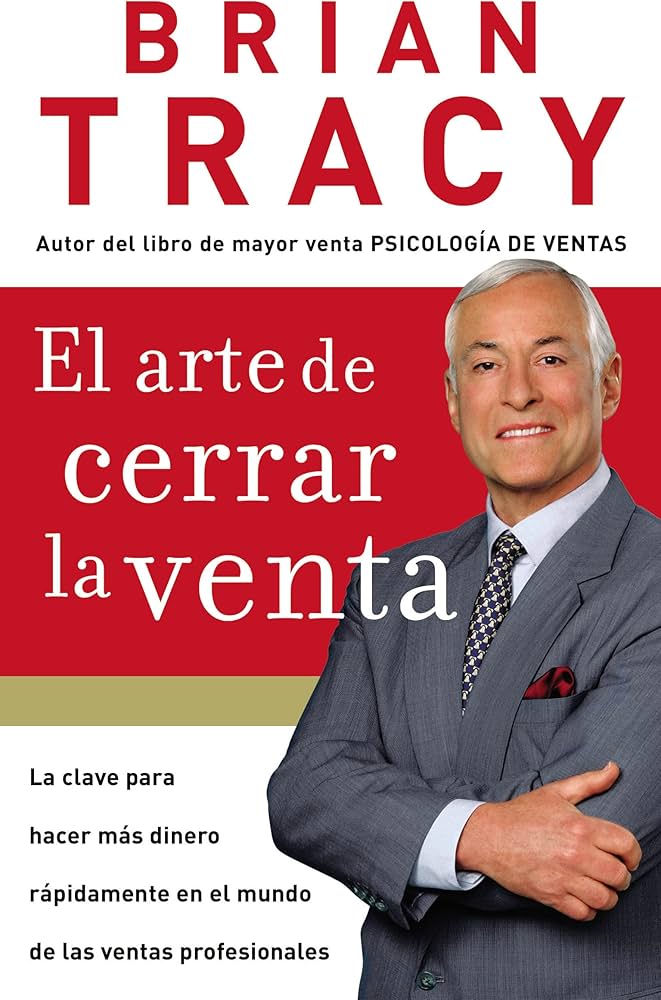 BRIAN
TRACY
Autor del libro de mayor venta PSICOLOGÍA DE VENTAS
El arte de
cerrar
la venta
La clave para
hacer más dinero
rápidamente en el mundo
de las ventas profesionales